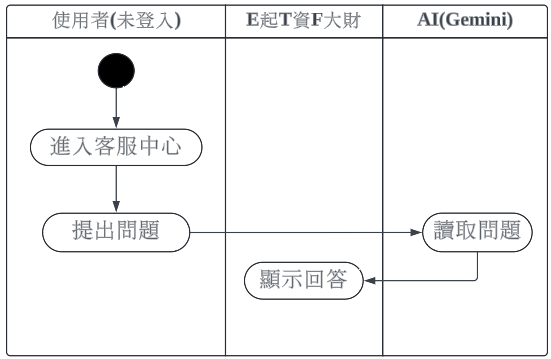 使用者(未登入)
E起T資F大財
AI(Gemini)
進入客服中心
提出問題
讀取問題
顯示回答